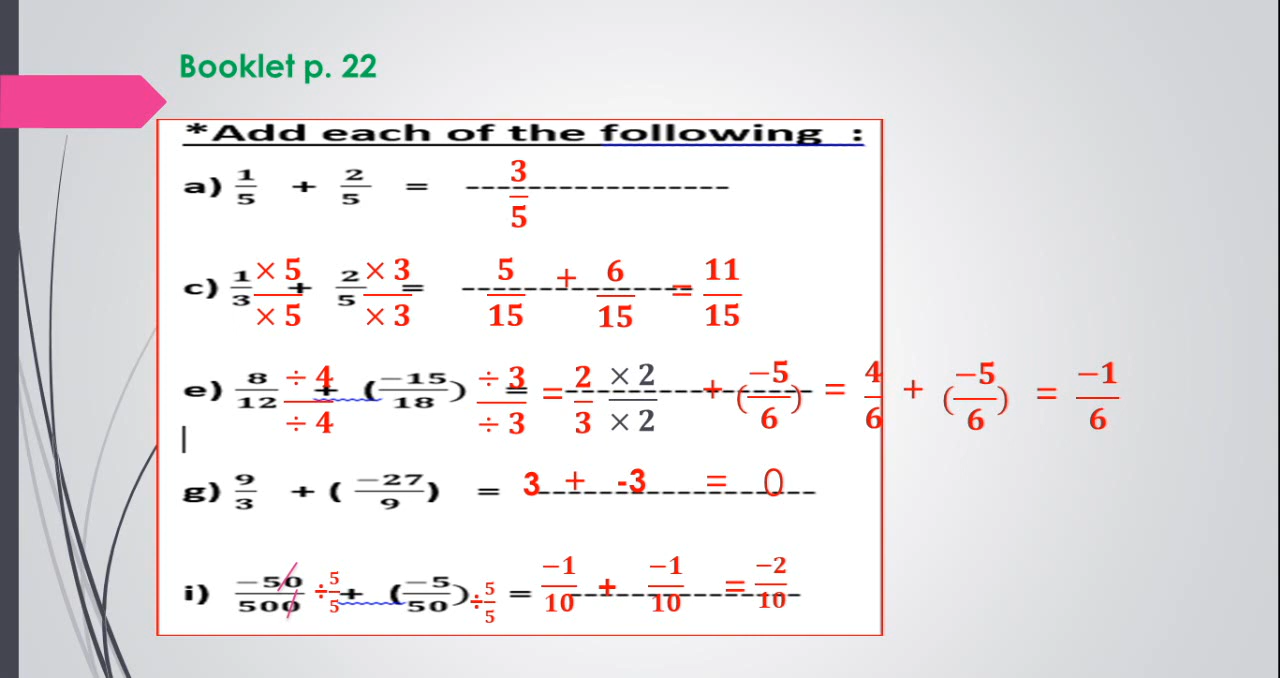 Booklet p. 22
*Add each of the following :
a) 1/5 + 2/5 = ----------------- 3/5
c) 1/3 × 5/× 5 + 2/5 × 3/× 3 = 5/15 + 6/15 = 11/15
e) 8/12 ÷ 4/÷ 4 + (−15/18) ÷ 3/÷ 3 = = 2/3 × 2/× 2 + (−5/6) = 4/6 + (−5/6) = −1/6
g) 9/3 + ( −27/9 ) = 3 + -3 = 0
i) −50/500 ÷ 5/5 + (−5/50) ÷ 5/5 = −1/10 + −1/10 = −2/10